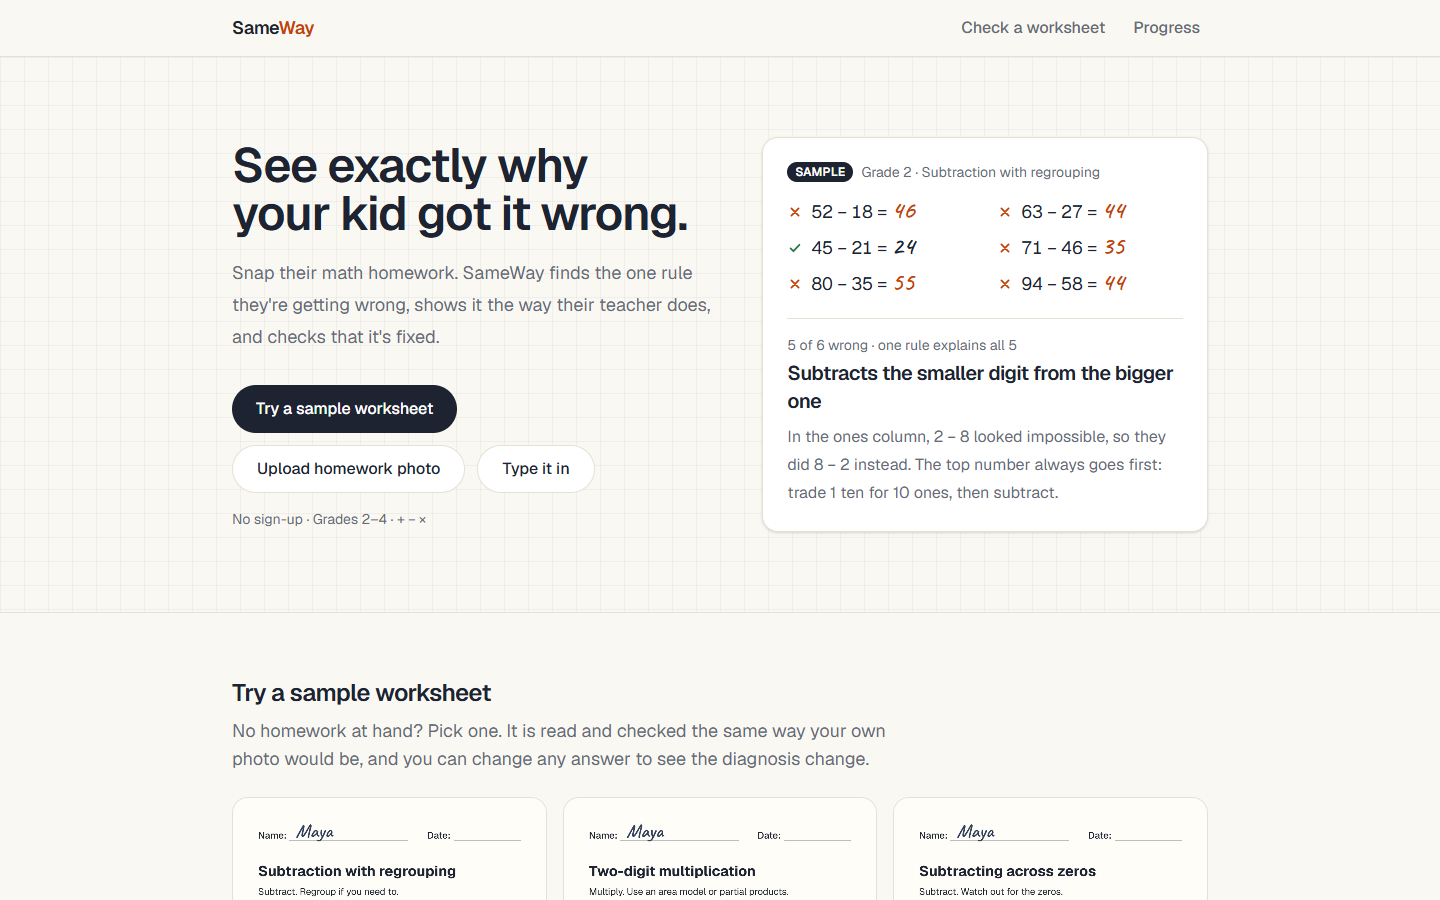 SameWay
Check a worksheet
Progress
See exactly why
your kid got it wrong.
Snap their math homework. SameWay finds the one rule
they're getting wrong, shows it the way their teacher does,
and checks that it's fixed.
Try a sample worksheet
Upload homework photo
Type it in
No sign-up · Grades 2–4 · + − ×
SAMPLE Grade 2 · Subtraction with regrouping
× 52 − 18 = 46
× 63 − 27 = 44
✓ 45 − 21 = 24
× 71 − 46 = 35
× 80 − 35 = 55
× 94 − 58 = 44
5 of 6 wrong · one rule explains all 5
Subtracts the smaller digit from the bigger
one
In the ones column, 2 − 8 looked impossible, so they
did 8 − 2 instead. The top number always goes first:
trade 1 ten for 10 ones, then subtract.
Try a sample worksheet
No homework at hand? Pick one. It is read and checked the same way your own
photo would be, and you can change any answer to see the diagnosis change.
Name: Maya Date:
Subtraction with regrouping
Subtract. Regroup if you need to.
Name: Maya Date:
Two-digit multiplication
Multiply. Use an area model or partial products.
Name: Maya Date:
Subtracting across zeros
Subtract. Watch out for the zeros.